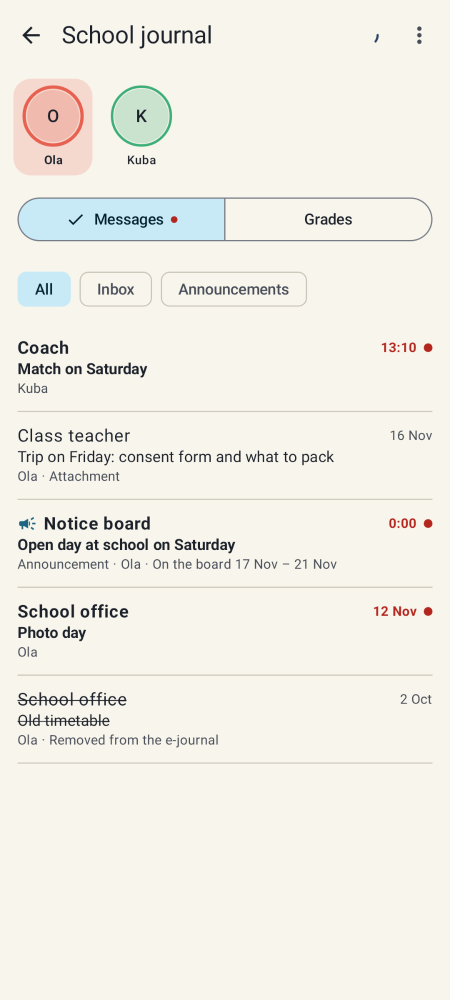 School journal
O
K
Ola
Kuba
Messages
Grades
All
Inbox
Announcements
Coach
13:10
Match on Saturday
Kuba
Class teacher
16 Nov
Trip on Friday: consent form and what to pack
Ola · Attachment
Notice board
0:00
Open day at school on Saturday
Announcement · Ola · On the board 17 Nov – 21 Nov
School office
12 Nov
Photo day
Ola
School office
2 Oct
Old timetable
Ola · Removed from the e-journal